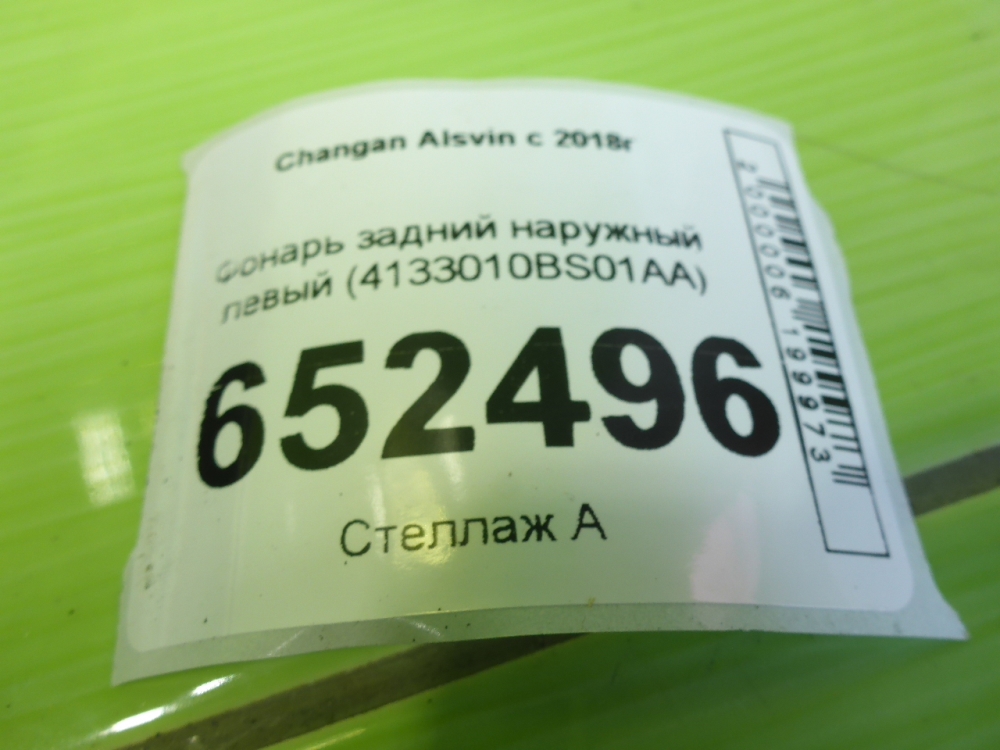 Changan Alsvin с 2018г
Фонарь задний наружный
левый (4133010BS01AA)
652496
Стеллаж А
2000006199973